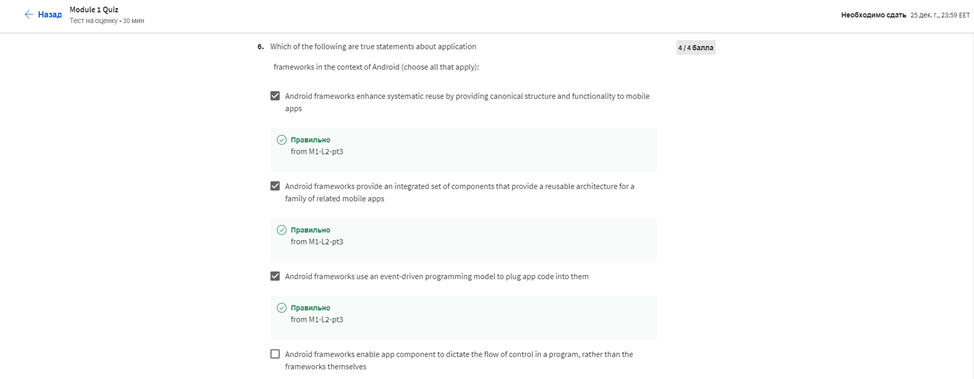 Назад
Module 1 Quiz
Тест на оценку • 30 мин
Необходимо сдать 25 дек. г., 23:59 EET
6. Which of the following are true statements about application
4 / 4 балла
frameworks in the context of Android (choose all that apply):
Android frameworks enhance systematic reuse by providing canonical structure and functionality to mobile
apps
Правильно
from M1-L2-pt3
Android frameworks provide an integrated set of components that provide a reusable architecture for a
family of related mobile apps
Правильно
from M1-L2-pt3
Android frameworks use an event-driven programming model to plug app code into them
Правильно
from M1-L2-pt3
Android frameworks enable app component to dictate the flow of control in a program, rather than the
frameworks themselves